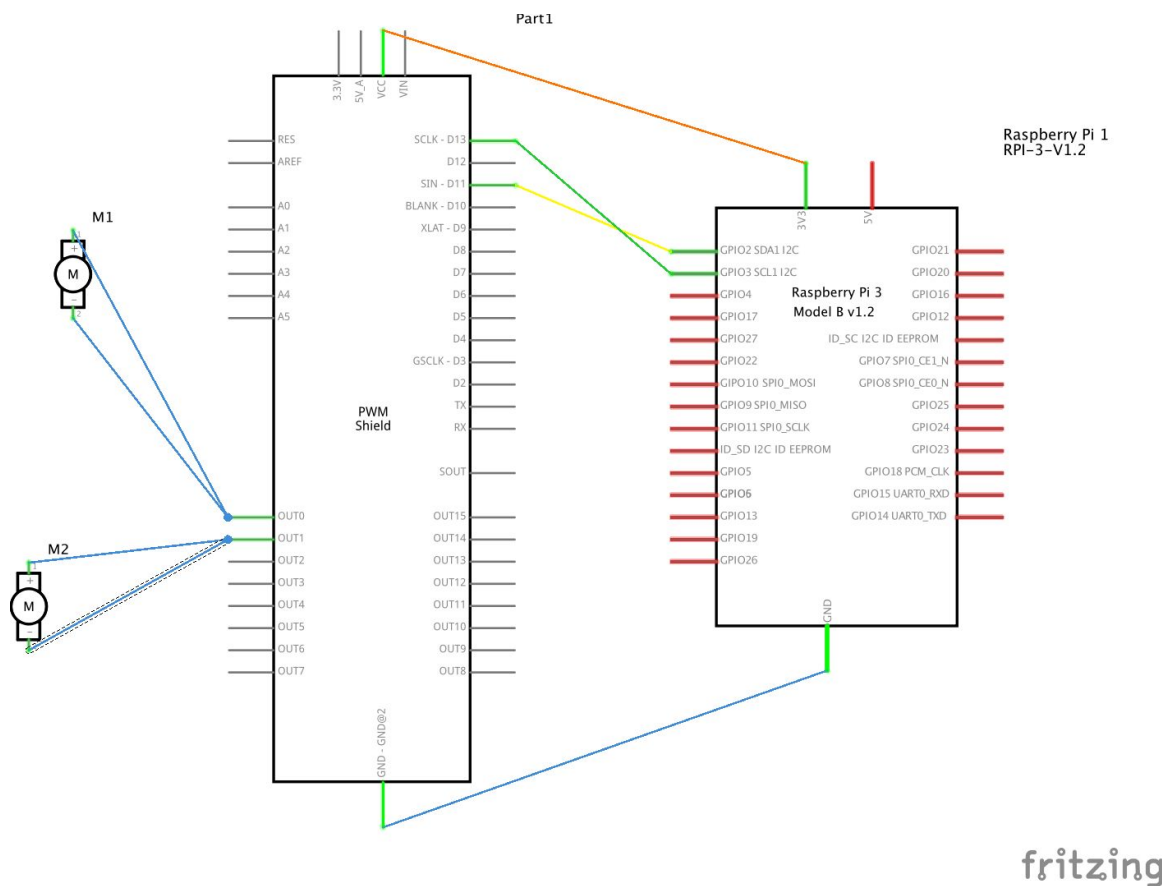 Part1
3.3V
5V_A
VCC
VIN
RES
AREF
A0
A1
A2
A3
A4
A5
OUT0
OUT1
OUT2
OUT3
OUT4
OUT5
OUT6
OUT7
SCLK - D13
D12
SIN - D11
BLANK - D10
XLAT - D9
D8
D7
D6
D5
D4
GSCLK - D3
D2
TX
RX
SOUT
OUT15
OUT14
OUT13
OUT12
OUT11
OUT10
OUT9
OUT8
PWM
Shield
GND - GND@2
M1
1
+
M
-
2
M2
1
+
M
-
Raspberry Pi 1
RPI-3-V1.2
3V3
5V
GPIO2 SDA1 I2C
GPIO3 SCL1 I2C
GPIO4
GPIO17
GPIO27
GPIO22
GIPO10 SPI0_MOSI
GPIO9 SPI0_MISO
GPIO11 SPI0_SCLK
ID_SD I2C ID EEPROM
GPIO5
GPIO6
GPIO13
GPIO19
GPIO26
Raspberry Pi 3
Model B v1.2
GPIO21
GPIO20
GPIO16
GPIO12
ID_SC I2C ID EEPROM
GPIO7 SPI0_CE1_N
GPIO8 SPI0_CE0_N
GPIO25
GPIO24
GPIO23
GPIO18 PCM_CLK
GPIO15 UART0_RXD
GPIO14 UART0_TXD
GND
fritzing